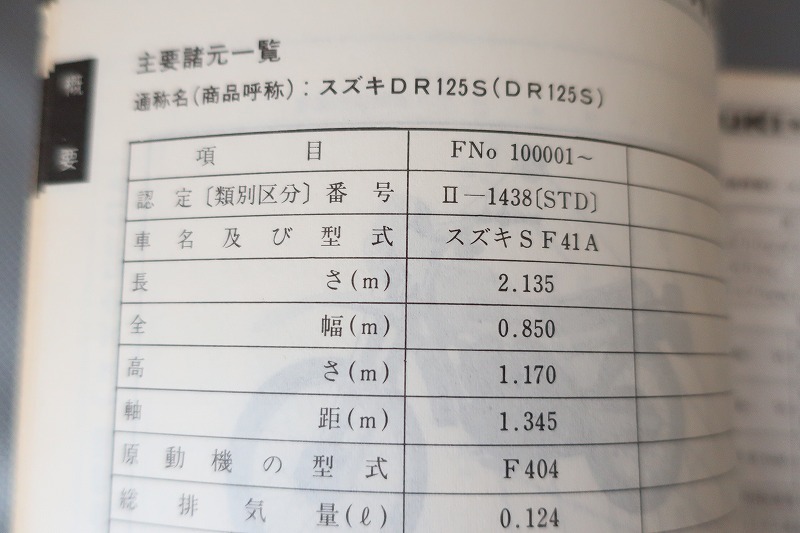 概要
主要諸元一覧
通称名(商品呼称)：スズキDR125S(DR125S)
項目 FNo 100001～
認定〔類別区分〕番号 Ⅱ－1438〔STD〕
車名及び型式 スズキSF41A
長さ(m) 2.135
全幅(m) 0.850
高さ(m) 1.170
軸距(m) 1.345
原動機の型式 F404
総排気量(ℓ) 0.124